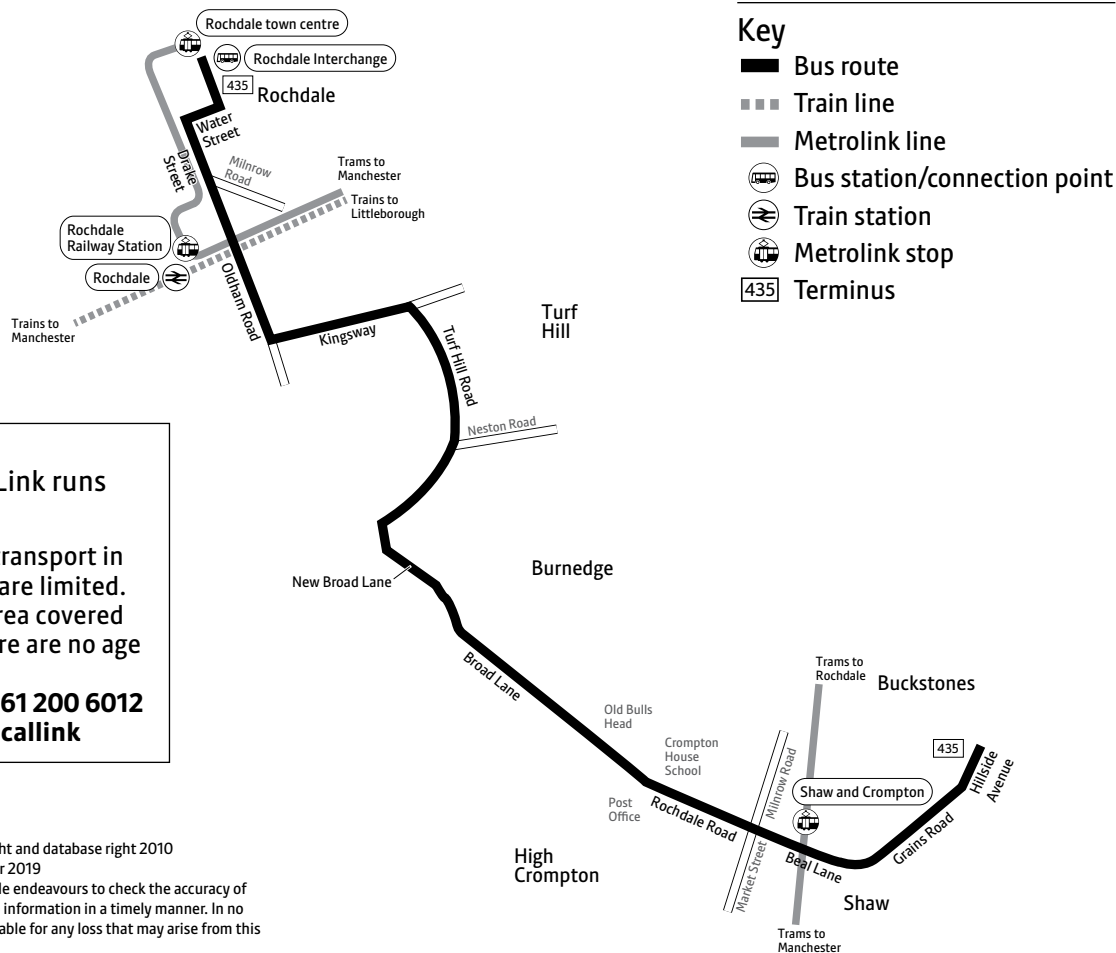 Key
Bus route
Train line
Metrolink line
Bus station/connection point
Train station
Metrolink stop
435 Terminus
Rochdale town centre
Rochdale Interchange
435
Rochdale
Water
Street
Drake
Street
Milnrow
Road
Trams to
Manchester
Trains to
Littleborough
Rochdale
Railway Station
Rochdale
Trains to
Manchester
Oldham Road
Kingsway
Turf
Hill
Turf Hill Road
Neston Road
New Broad Lane
Burnedge
Broad Lane
Old Bulls
Head
Crompton
House
School
Post
Office
Rochdale Road
High
Crompton
Milnrow Road
Market Street
Trams to
Rochdale
Buckstones
435
Hillside
Avenue
Shaw and Crompton
Grains Road
Beal Lane
Shaw
Trams to
Manchester
Link runs
transport in
are limited.
rea covered
re are no age
61 200 6012
callink
ht and database right 2010
r 2019
le endeavours to check the accuracy of
information in a timely manner. In no
able for any loss that may arise from this